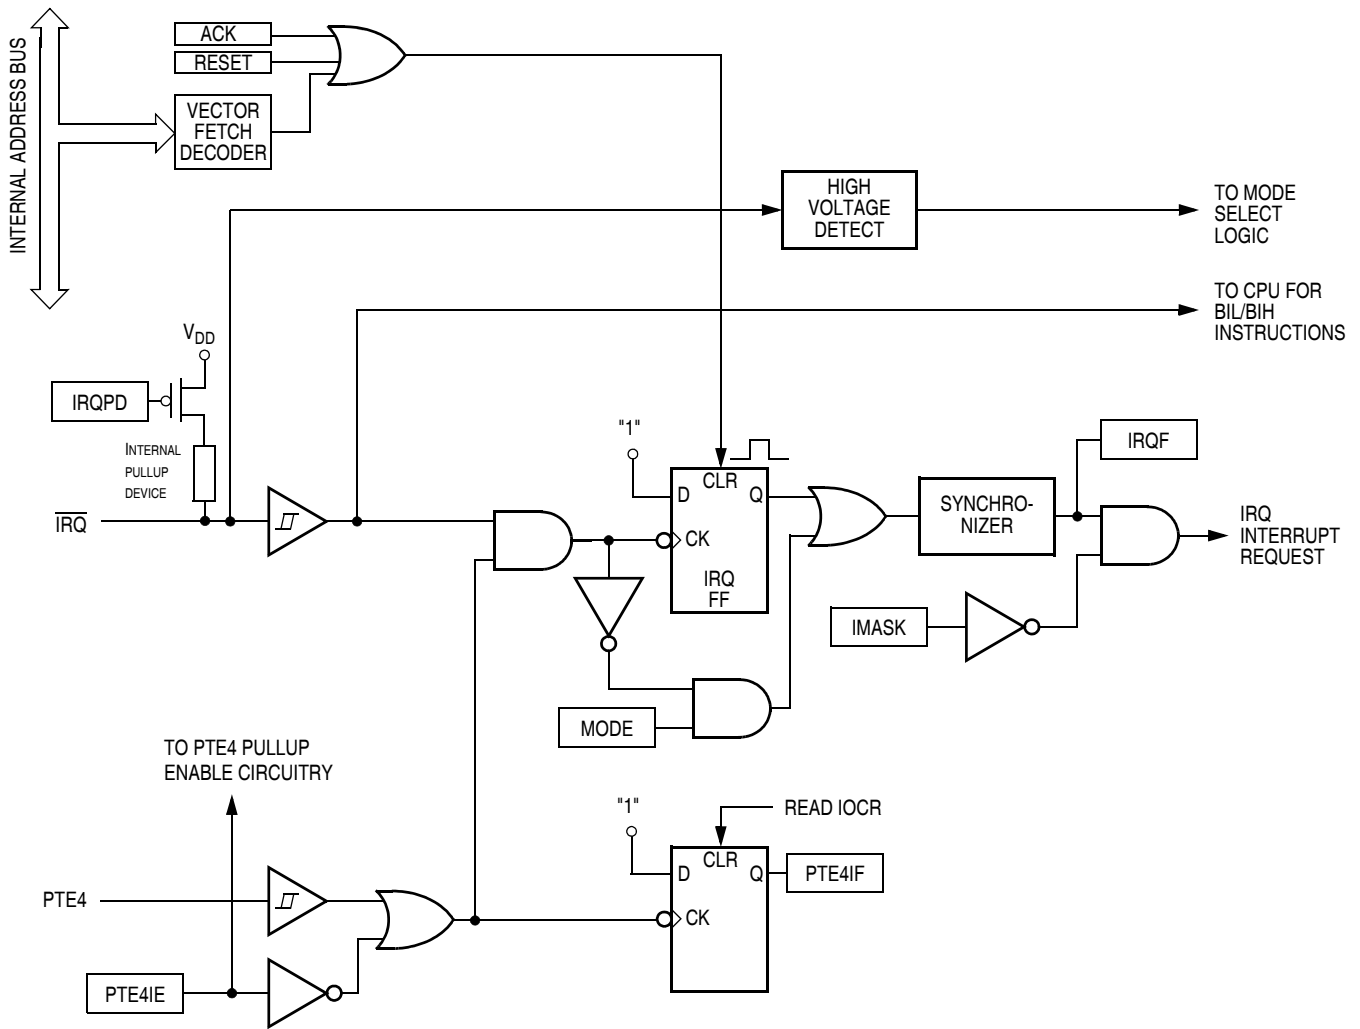 INTERNAL ADDRESS BUS
ACK
RESET
VECTOR
FETCH
DECODER
HIGH
VOLTAGE
DETECT
TO MODE
SELECT
LOGIC
TO CPU FOR
BIL/BIH
INSTRUCTIONS
VDD
IRQPD
INTERNAL
PULLUP
DEVICE
IRQ
"1"
D
CLR
Q
CK
IRQ
FF
SYNCHRO-
NIZER
IRQF
IRQ
INTERRUPT
REQUEST
IMASK
MODE
TO PTE4 PULLUP
ENABLE CIRCUITRY
"1"
READ IOCR
D
CLR
Q
CK
PTE4IF
PTE4
PTE4IE